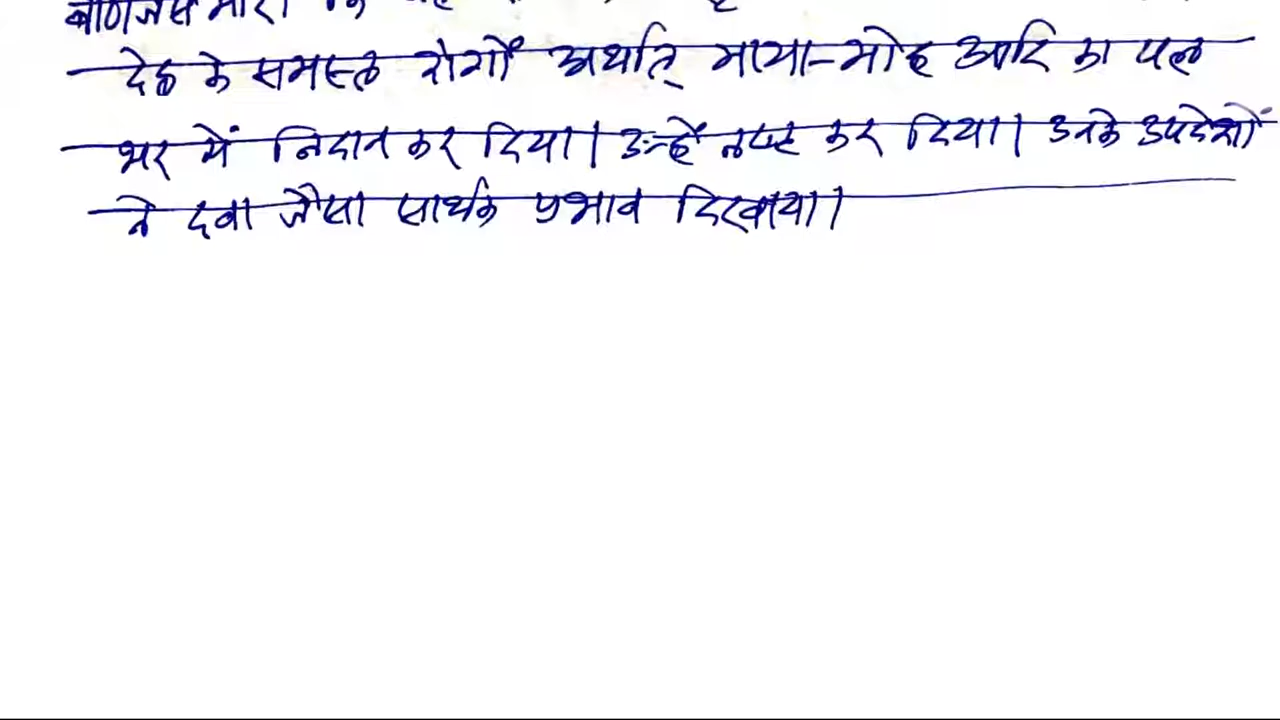 देह के समस्त रोगों अर्थात् माया-मोह आदि का पल
भर में निदान कर दिया। उन्हें नष्ट कर दिया। उनके उपदेशों
ने दवा जैसा सार्थक प्रभाव दिखाया।